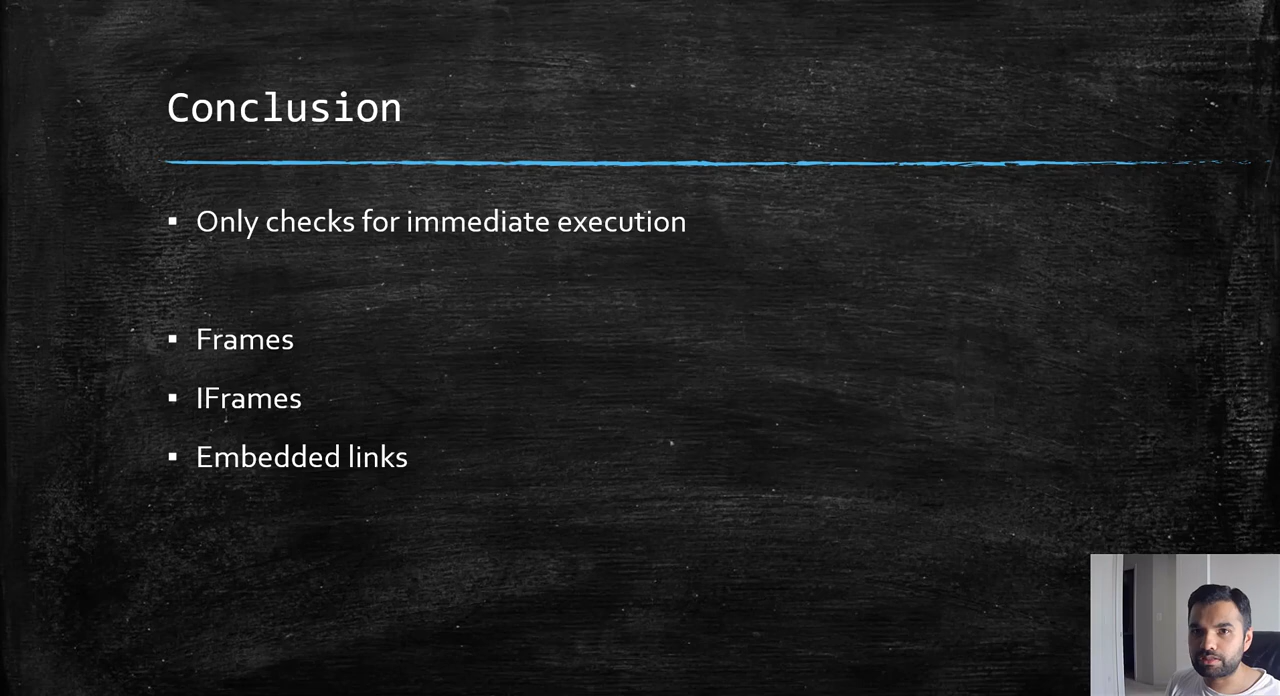 Conclusion
▪ Only checks for immediate execution
▪ Frames
▪ IFrames
▪ Embedded links